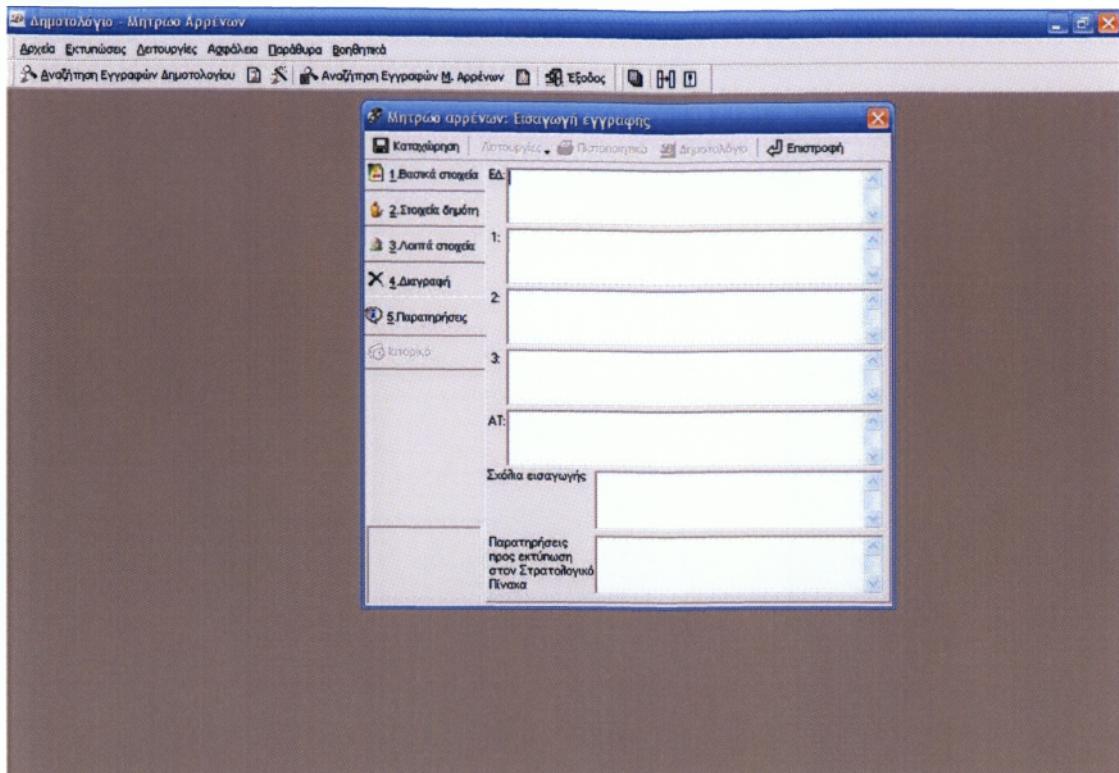 Δημοτολόγιο - Μητρώο Αρρένων
Αρχεία Εκτυπώσεις Λειτουργίες Ασφάλεια Παράθυρα Βοηθητικά
Αναζήτηση Εγγραφών Δημοτολογίου Αναζήτηση Εγγραφών Μ. Αρρένων Έξοδος
Μητρώο αρρένων: Εισαγωγή έγγραφης
Καταχώρηση Λειτουργίες Πιστοποιητικά Δημοτολόγιο Επιστροφή
1.Βασικά στοιχεία
2.Στοιχεία δημότη
3.Λοιπά στοιχεία
4.Διαγραφή
5.Παρατηρήσεις
Ιστορικό
ΕΔ:
1:
2:
3:
ΑΤ:
Σχόλια εισαγωγής
Παρατηρήσεις
προς εκτύπωση
στον Στρατολογικό
Πίνακα